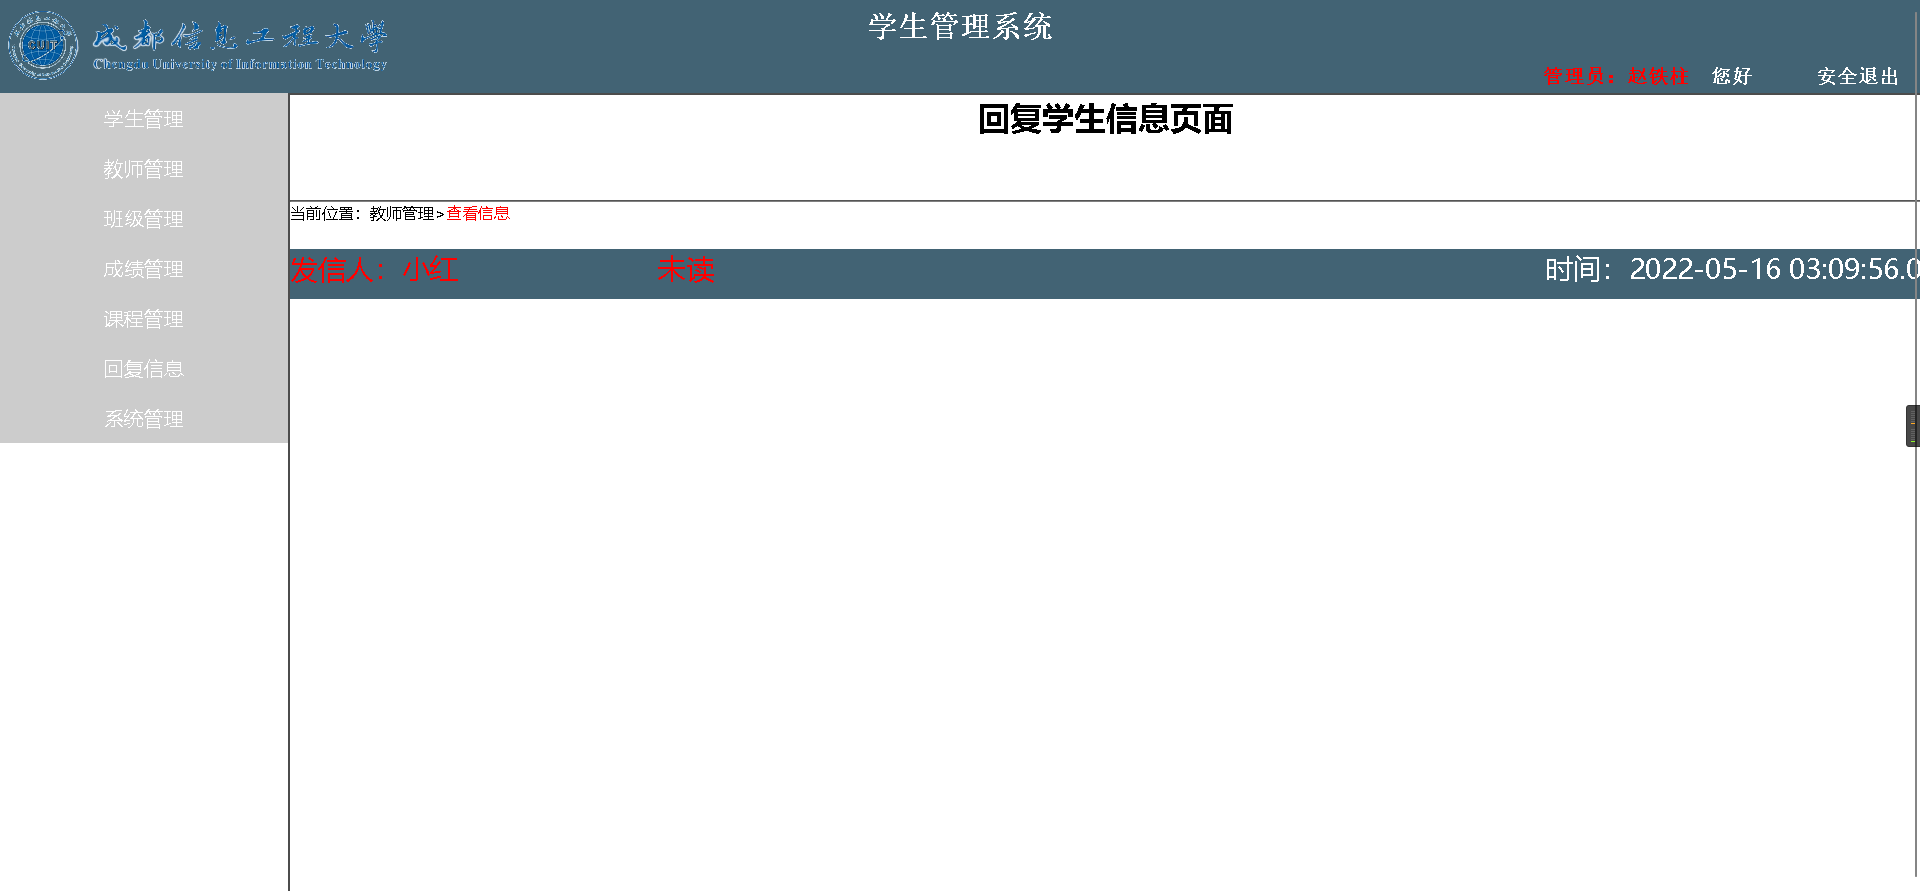 成都信息工程大學
Chengdu University of Information Technology
学生管理系统
管理员：赵铁柱 您好 安全退出
学生管理
教师管理
班级管理
成绩管理
课程管理
回复信息
系统管理
回复学生信息页面
当前位置：教师管理>查看信息
发信人：小红 未读 时间：2022-05-16 03:09:56.0